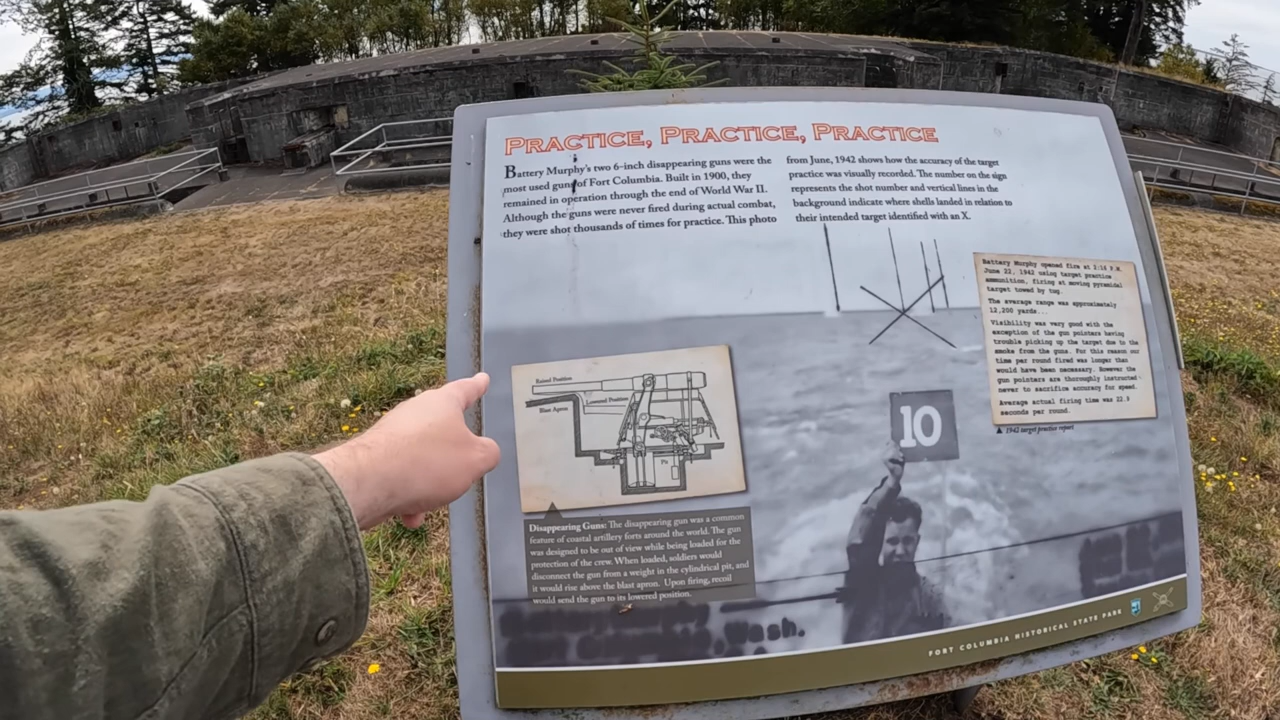 PRACTICE, PRACTICE, PRACTICE
Battery Murphy's two 6-inch disappearing guns were the
most used guns of Fort Columbia. Built in 1900, they
remained in operation through the end of World War II.
Although the guns were never fired during actual combat,
they were shot thousands of times for practice. This photo
from June, 1942 shows how the accuracy of the target
practice was visually recorded. The number on the sign
represents the shot number and vertical lines in the
background indicate where shells landed in relation to
their intended target identified with an X.
Battery Murphy opened fire at 2:18 P.M.
June 22, 1942 using target practice
ammunition, firing at moving pyramidal
target towed by tug.
The average range was approximately
12,200 yards...
Visibility was very good with the
exception of the gun pointers having
trouble picking up the target due to the
smoke from the guns. For this reason our
time per round fired was longer than
would have been necessary. However the
gun pointers are thoroughly instructed
never to sacrifice accuracy for speed.
Average actual firing time was 22.9
seconds per round.
▲ 1942 target practice report
Raised Position
Lowered Position
Blast Apron
Pit
10
Disappearing Guns: The disappearing gun was a common
feature of coastal artillery forts around the world. The gun
was designed to be out of view while being loaded for the
protection of the crew. When loaded, soldiers would
disconnect the gun from a weight in the cylindrical pit, and
it would rise above the blast apron. Upon firing, recoil
would send the gun to its lowered position.
Wash.
FORT COLUMBIA HISTORICAL STATE PARK